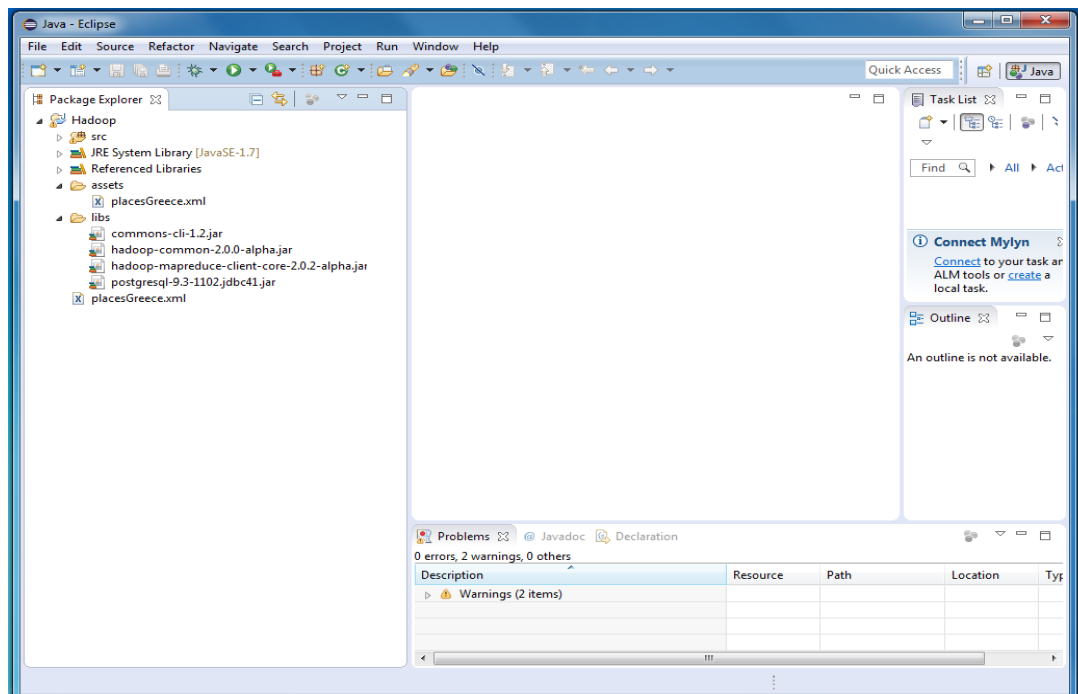 Java - Eclipse
File Edit Source Refactor Navigate Search Project Run Window Help
Quick Access
Java
Package Explorer
Hadoop
src
JRE System Library [JavaSE-1.7]
Referenced Libraries
assets
placesGreece.xml
libs
commons-cli-1.2.jar
hadoop-common-2.0.0-alpha.jar
hadoop-mapreduce-client-core-2.0.2-alpha.jar
postgresql-9.3-1102.jdbc41.jar
placesGreece.xml
Task List
Find All Act
Connect Mylyn
Connect to your task an
ALM tools or create a
local task.
Outline
An outline is not available.
Problems @ Javadoc Declaration
0 errors, 2 warnings, 0 others
Description Resource Path Location Typ
Warnings (2 items)